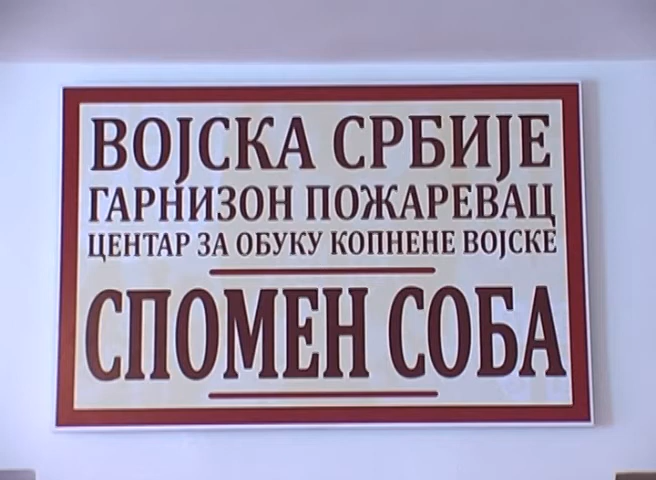 ВОЈСКА СРБИЈЕ
ГАРНИЗОН ПОЖАРЕВАЦ
ЦЕНТАР ЗА ОБУКУ КОПНЕНЕ ВОЈСКЕ
СПОМЕН СОБА